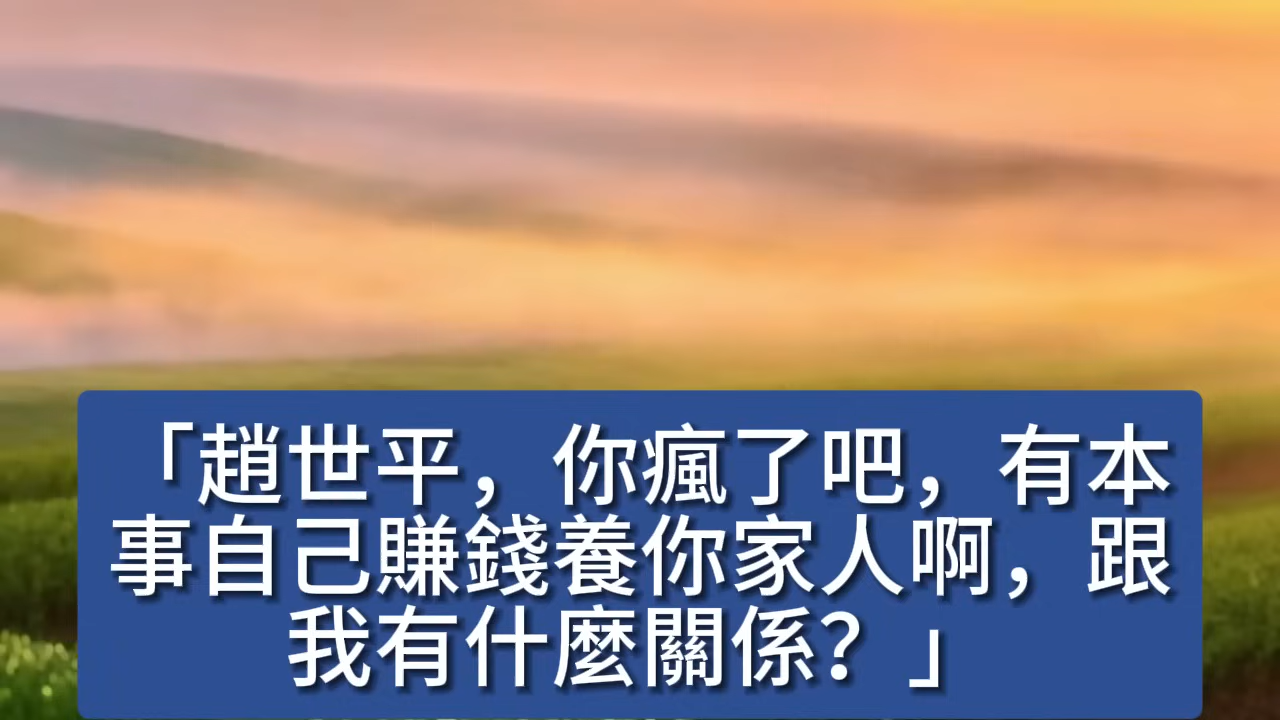 「趙世平，你瘋了吧，有本
事自己賺錢養你家人啊，跟
我有什麼關係？」